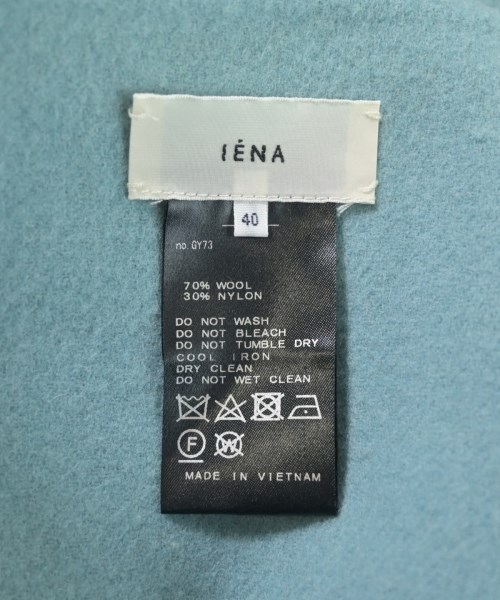 IÉNA
40
no. GY73
70% WOOL
30% NYLON
DO NOT WASH
DO NOT BLEACH
DO NOT TUMBLE DRY
COOL IRON
DRY CLEAN
DO NOT WET CLEAN
F W
MADE IN VIETNAM